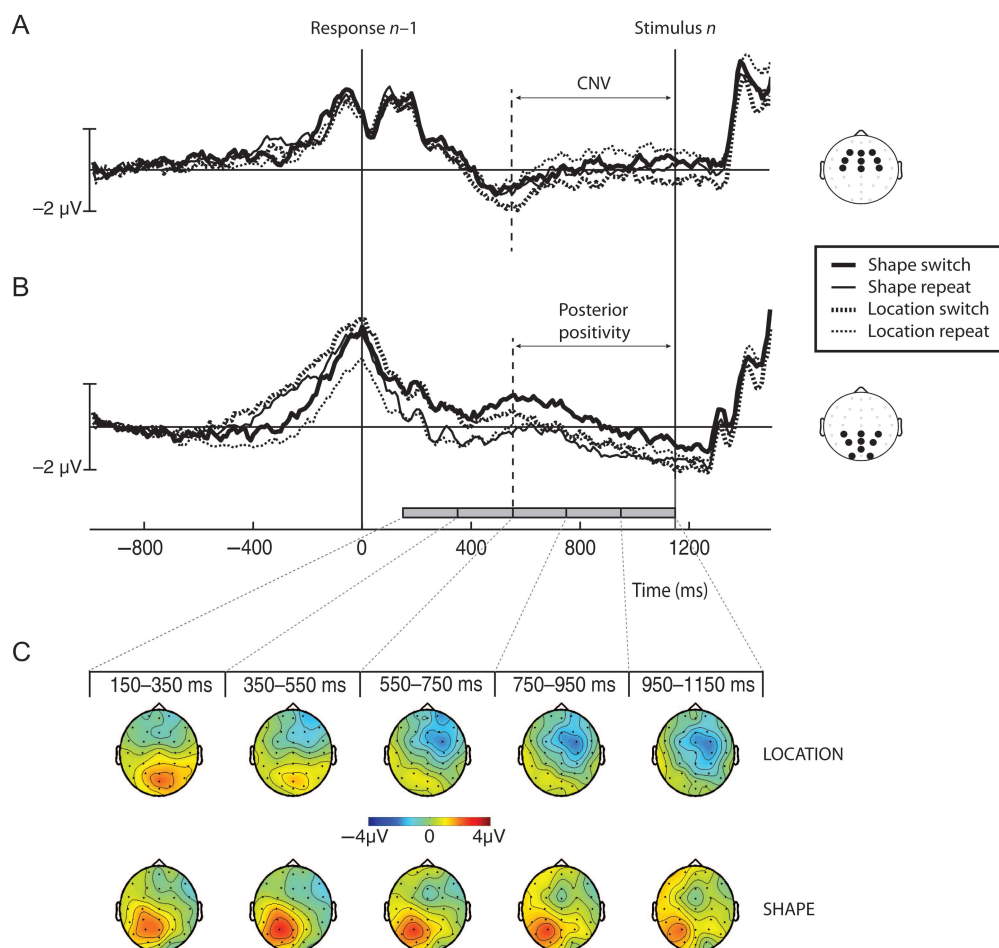 A
Response n–1
Stimulus n
CNV
–2 µV
Shape switch
Shape repeat
Location switch
Location repeat
B
Posterior
positivity
–2 µV
–800 –400 0 400 800 1200
Time (ms)
C
150–350 ms 350–550 ms 550–750 ms 750–950 ms 950–1150 ms
LOCATION
–4µV 0 4µV
SHAPE